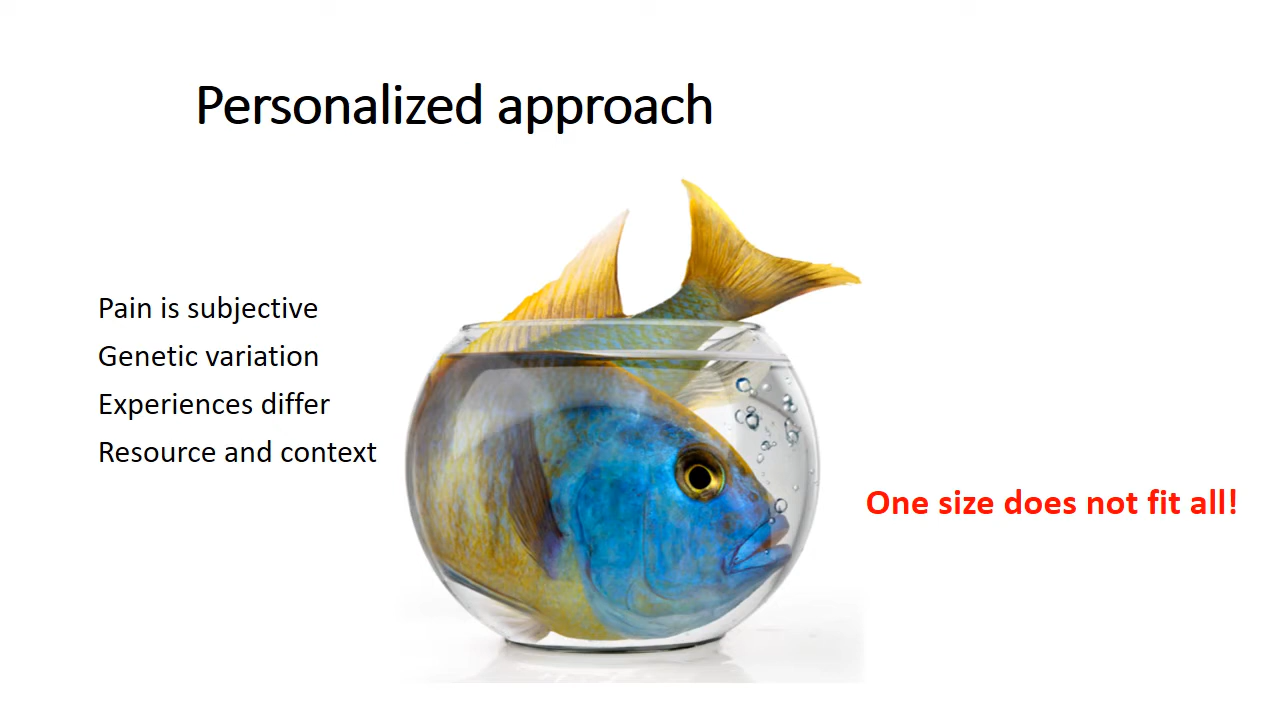 Personalized approach
Pain is subjective
Genetic variation
Experiences differ
Resource and context
One size does not fit all!